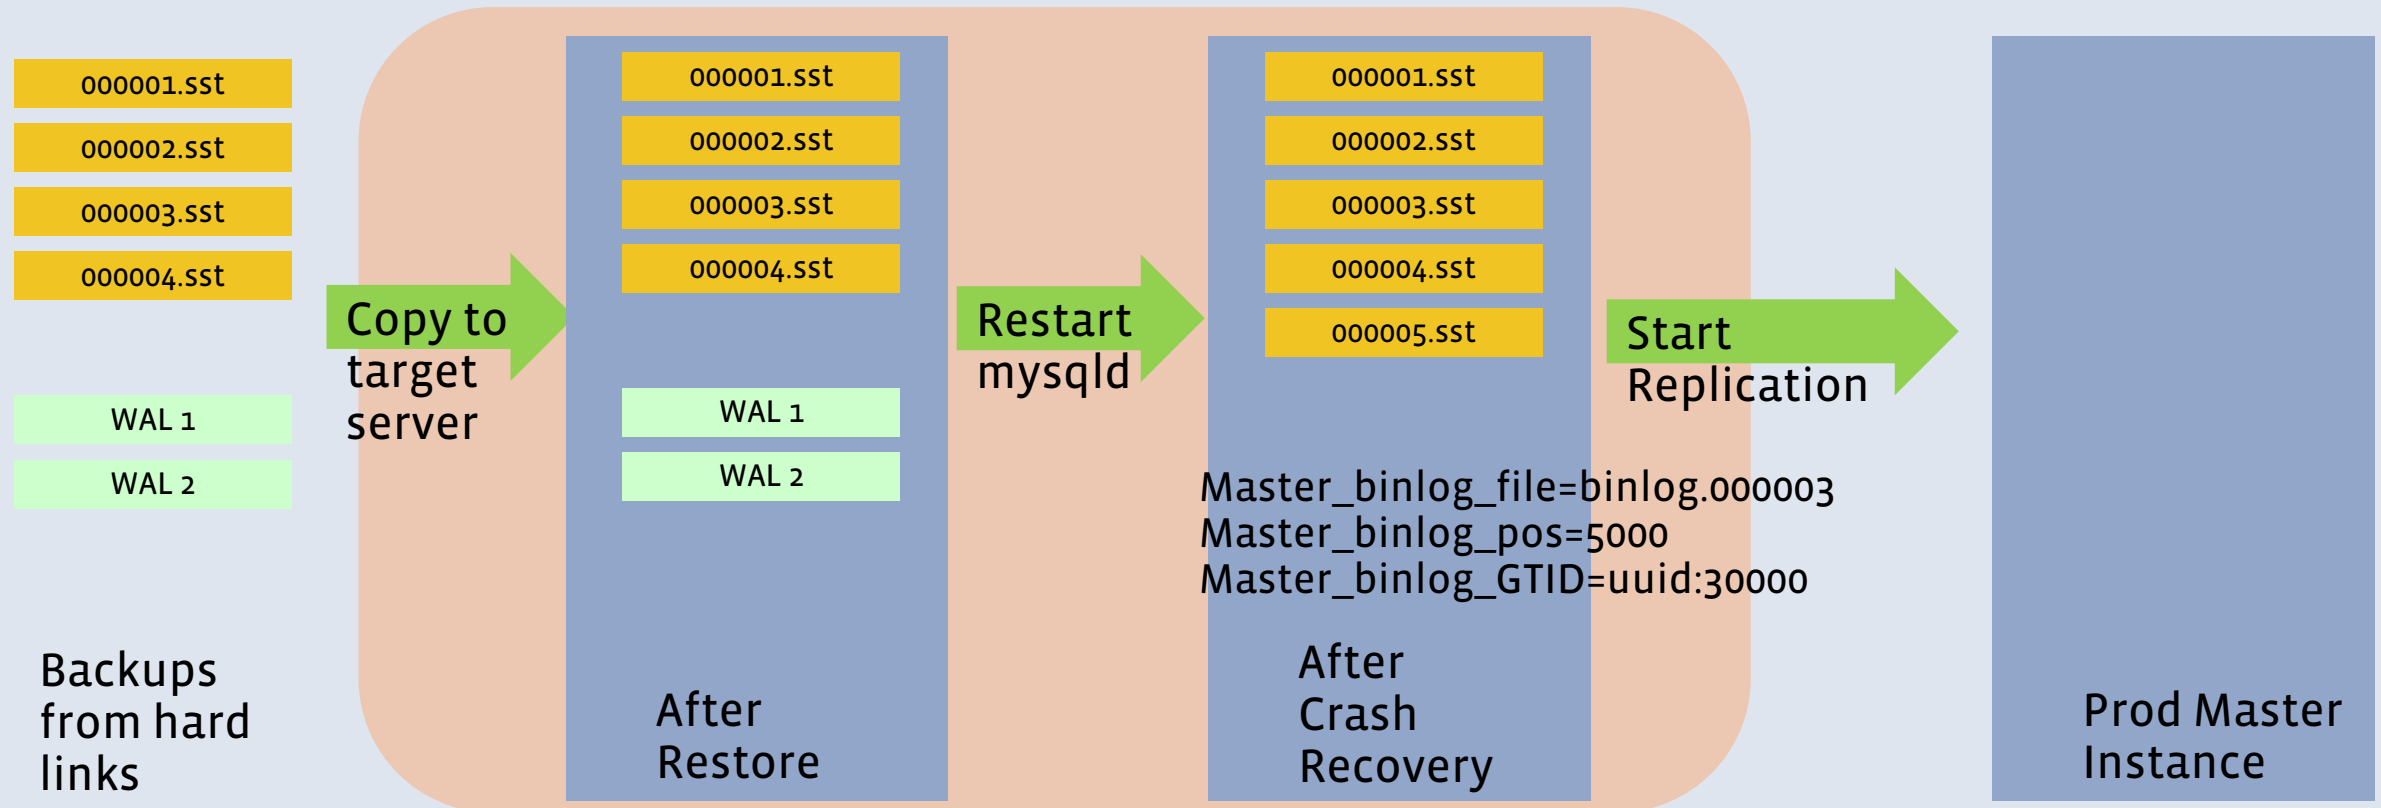 000001.sst
000002.sst
000003.sst
000004.sst
WAL 1
WAL 2
Backups
from hard
links
Copy to
target
server
000001.sst
000002.sst
000003.sst
000004.sst
WAL 1
WAL 2
After
Restore
Restart
mysqld
000001.sst
000002.sst
000003.sst
000004.sst
000005.sst
Master_binlog_file=binlog.000003
Master_binlog_pos=5000
Master_binlog_GTID=uuid:30000
After
Crash
Recovery
Start
Replication
Prod Master
Instance